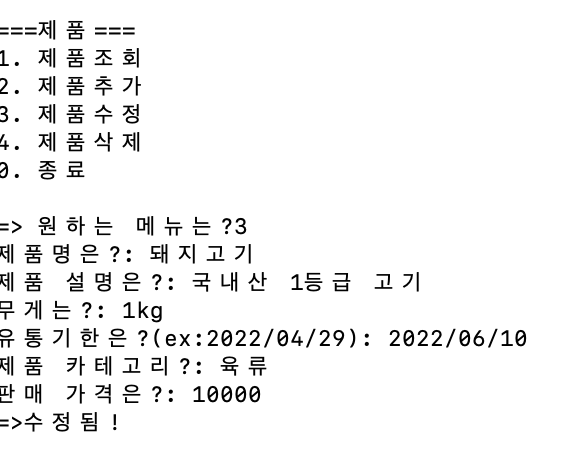 ===제품===
1. 제품조회
2. 제품추가
3. 제품수정
4. 제품삭제
0. 종료
=> 원하는 메뉴는?3
제품명은?: 돼지고기
제품 설명은?: 국내산 1등급 고기
무게는?: 1kg
유통기한은?(ex:2022/04/29): 2022/06/10
제품 카테고리?: 육류
판매 가격은?: 10000
=>수정됨!